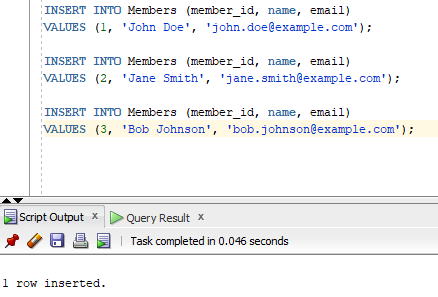 INSERT INTO Members (member_id, name, email)
VALUES (1, 'John Doe', 'john.doe@example.com');
INSERT INTO Members (member_id, name, email)
VALUES (2, 'Jane Smith', 'jane.smith@example.com');
INSERT INTO Members (member_id, name, email)
VALUES (3, 'Bob Johnson', 'bob.johnson@example.com');
Script Output x Query Result x
Task completed in 0.046 seconds
1 row inserted.